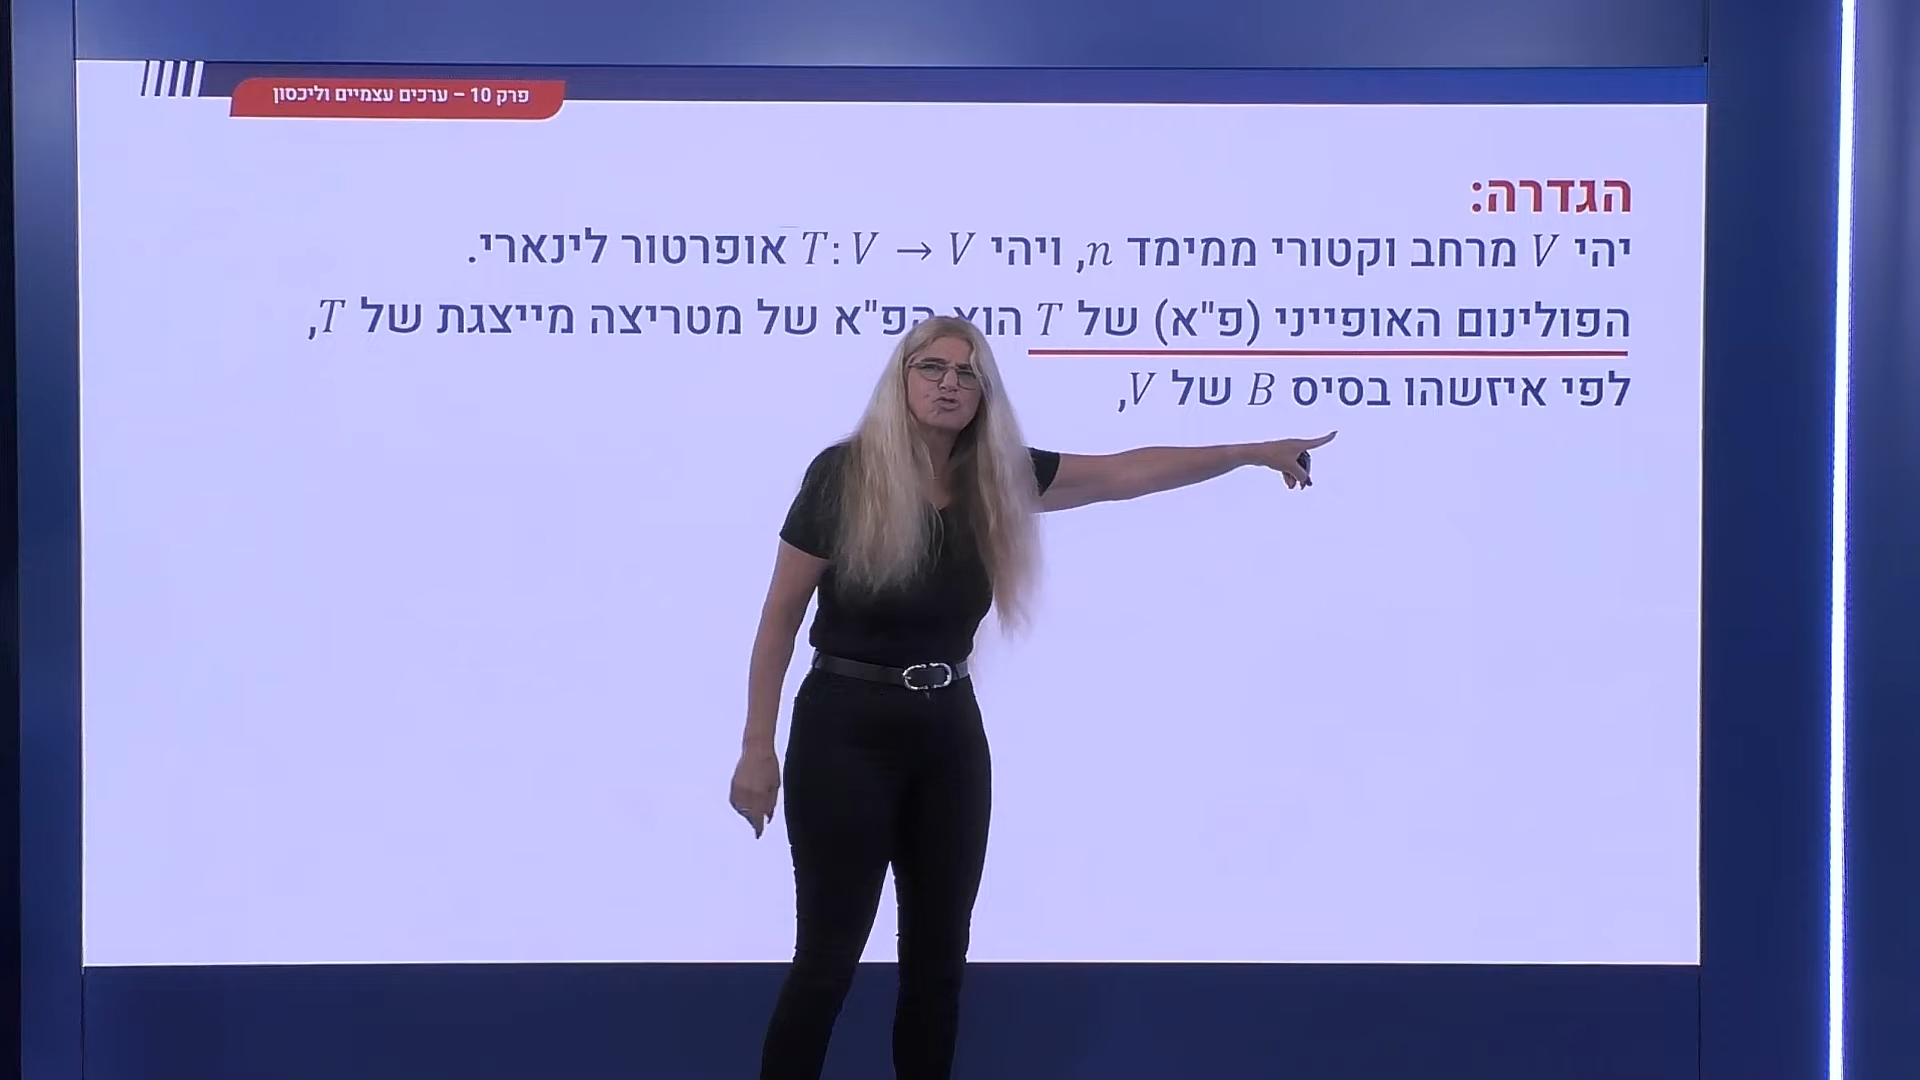 פרק 10 – ערכים עצמיים וליכסון
הגדרה:
יהי V מרחב וקטורי ממימד n, ויהי T: V → V אופרטור לינארי.
הפולינום האופייני (פ"א) של T הוא הפ"א של מטריצה מייצגת של T,
לפי איזשהו בסיס B של V,